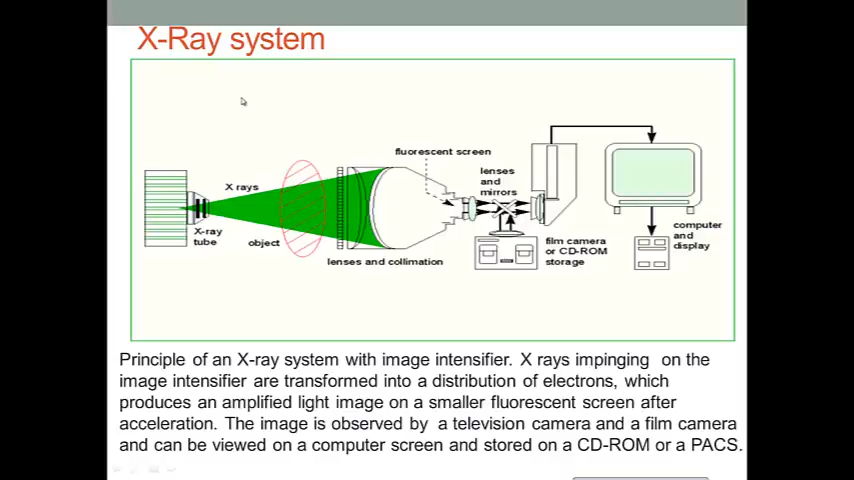 X-Ray system
fluorescent screen
lenses
and
mirrors
X rays
X-ray
tube
object
lenses and collimation
film camera
or CD-ROM
storage
computer
and
display
Principle of an X-ray system with image intensifier. X rays impinging on the
image intensifier are transformed into a distribution of electrons, which
produces an amplified light image on a smaller fluorescent screen after
acceleration. The image is observed by a television camera and a film camera
and can be viewed on a computer screen and stored on a CD-ROM or a PACS.